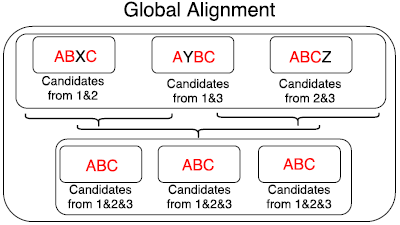 Global Alignment
ABXC
AYBC
ABCZ
Candidates
from 1&2
Candidates
from 1&3
Candidates
from 2&3
ABC
ABC
ABC
Candidates
from 1&2&3
Candidates
from 1&2&3
Candidates
from 1&2&3